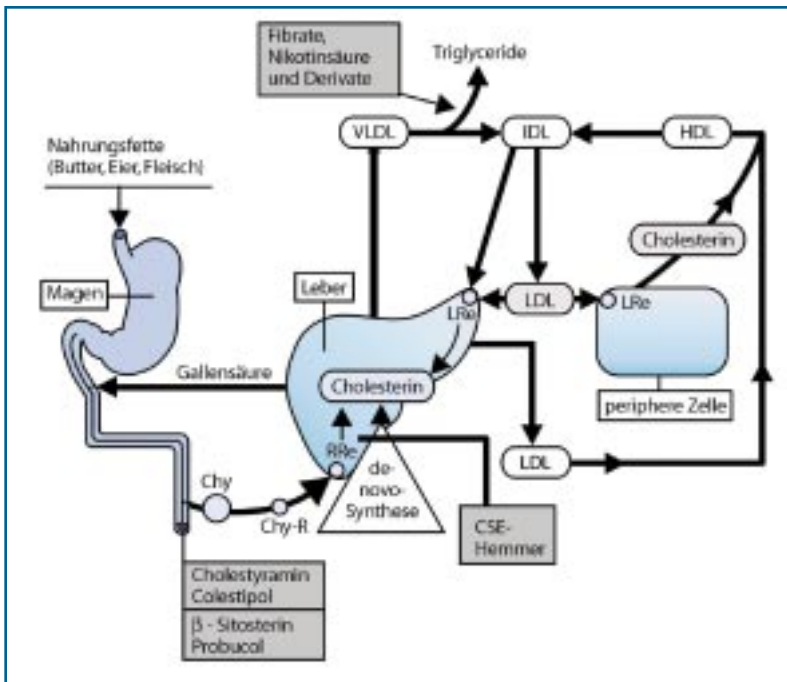 Fibrate,
Nikotinsäure
und Derivate
Triglyceride
VLDL
IDL
HDL
Nahrungsfette
(Butter, Eier, Fleisch)
Cholesterin
Magen
Leber
LRe
LDL
LRe
Gallensäure
Cholesterin
periphere Zelle
RRe
LDL
Chy
de-
novo-
Synthese
Chy-R
CSE-
Hemmer
Cholestyramin
Colestipol
β - Sitosterin
Probucol